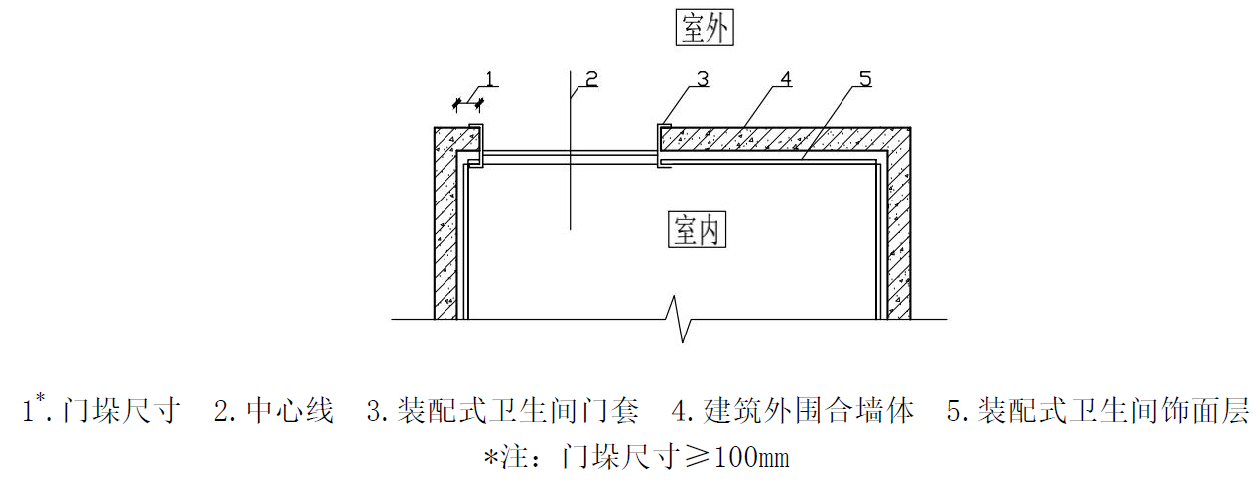 室外
1 2 3 4 5
室内
1*.门垛尺寸 2.中心线 3.装配式卫生间门套 4.建筑外围合墙体 5.装配式卫生间饰面层
*注：门垛尺寸≥100mm